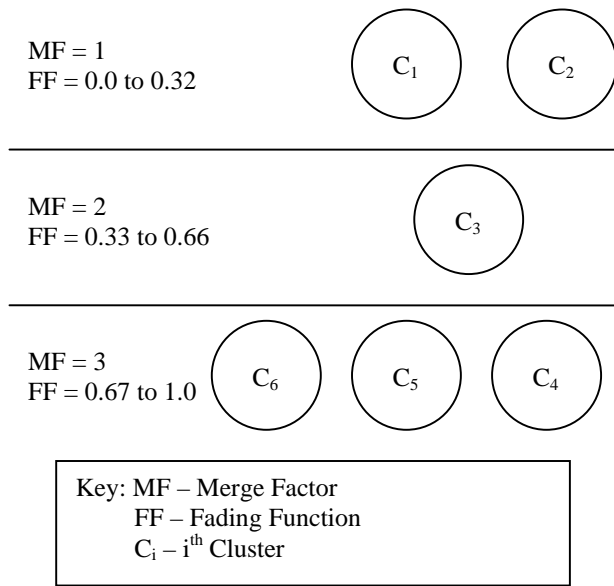 MF = 1
FF = 0.0 to 0.32
C₁
C₂
MF = 2
FF = 0.33 to 0.66
C₃
MF = 3
FF = 0.67 to 1.0
C₆
C₅
C₄
Key: MF – Merge Factor
FF – Fading Function
Cᵢ – iᵗʰ Cluster